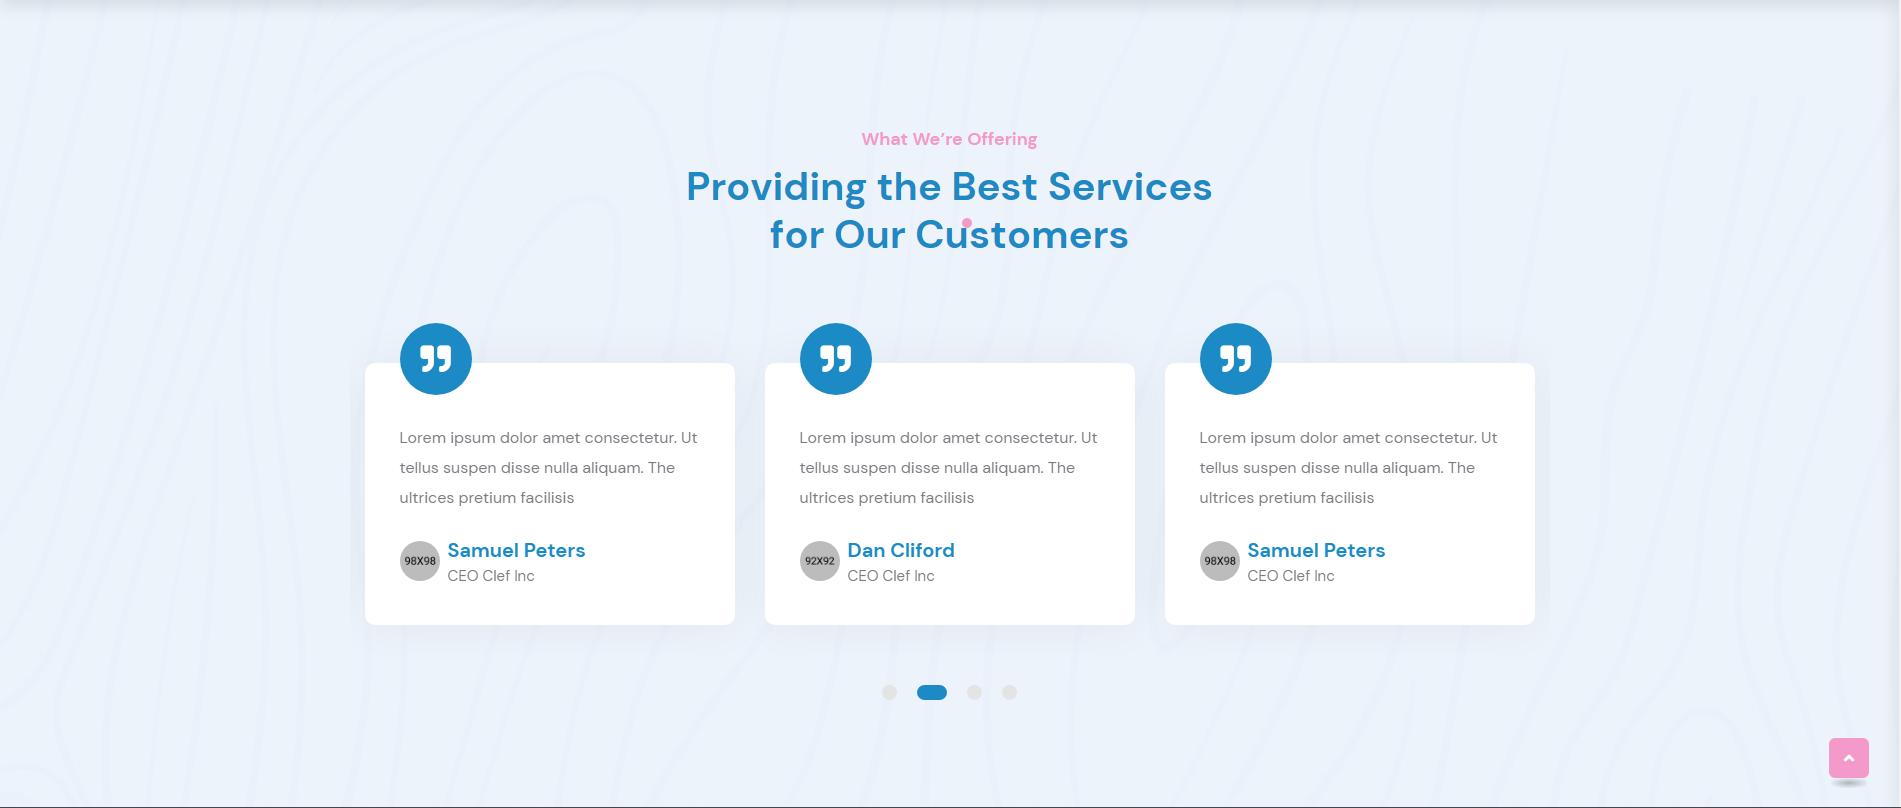 What We’re Offering
Providing the Best Services
for Our Customers
Lorem ipsum dolor amet consectetur. Ut
tellus suspen disse nulla aliquam. The
ultrices pretium facilisis
98X98
Samuel Peters
CEO Clef Inc
Lorem ipsum dolor amet consectetur. Ut
tellus suspen disse nulla aliquam. The
ultrices pretium facilisis
92X92
Dan Cliford
CEO Clef Inc
Lorem ipsum dolor amet consectetur. Ut
tellus suspen disse nulla aliquam. The
ultrices pretium facilisis
98X98
Samuel Peters
CEO Clef Inc